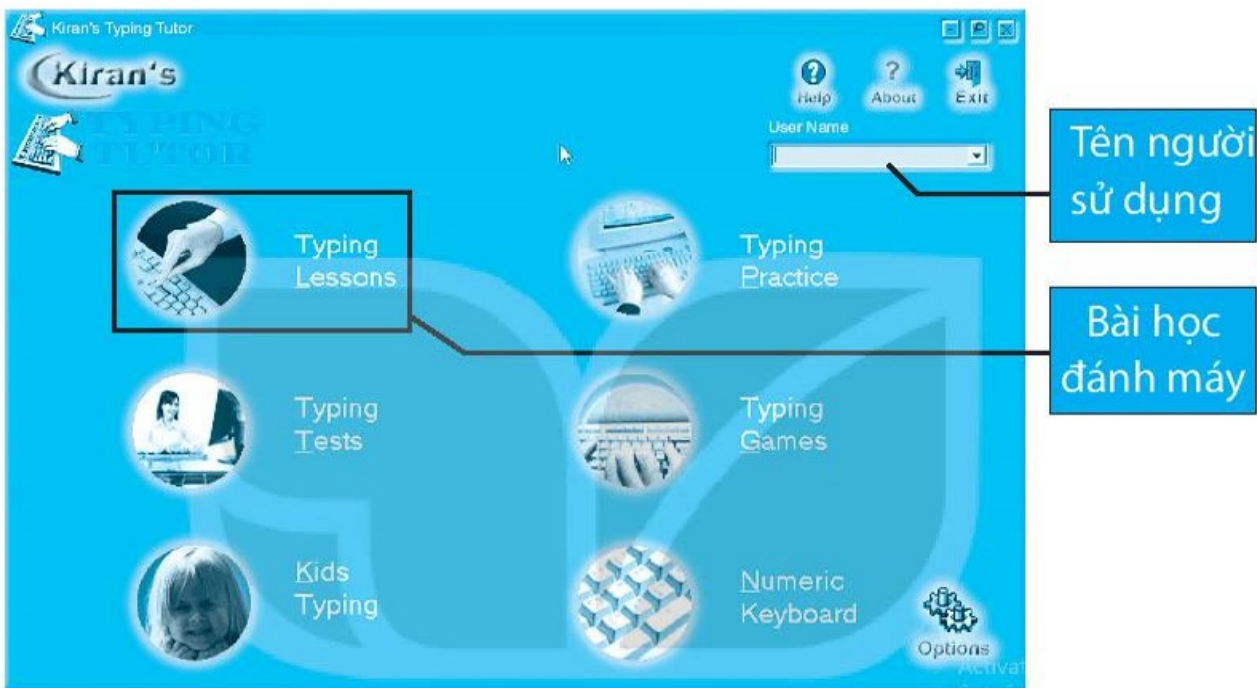 Kiran's Typing Tutor
Kiran's
TYPING
TUTOR
Help
About
Exit
User Name
Tên người
sử dụng
Typing
Lessons
Typing
Practice
Bài học
đánh máy
Typing
Tests
Typing
Games
Kids
Typing
Numeric
Keyboard
Options